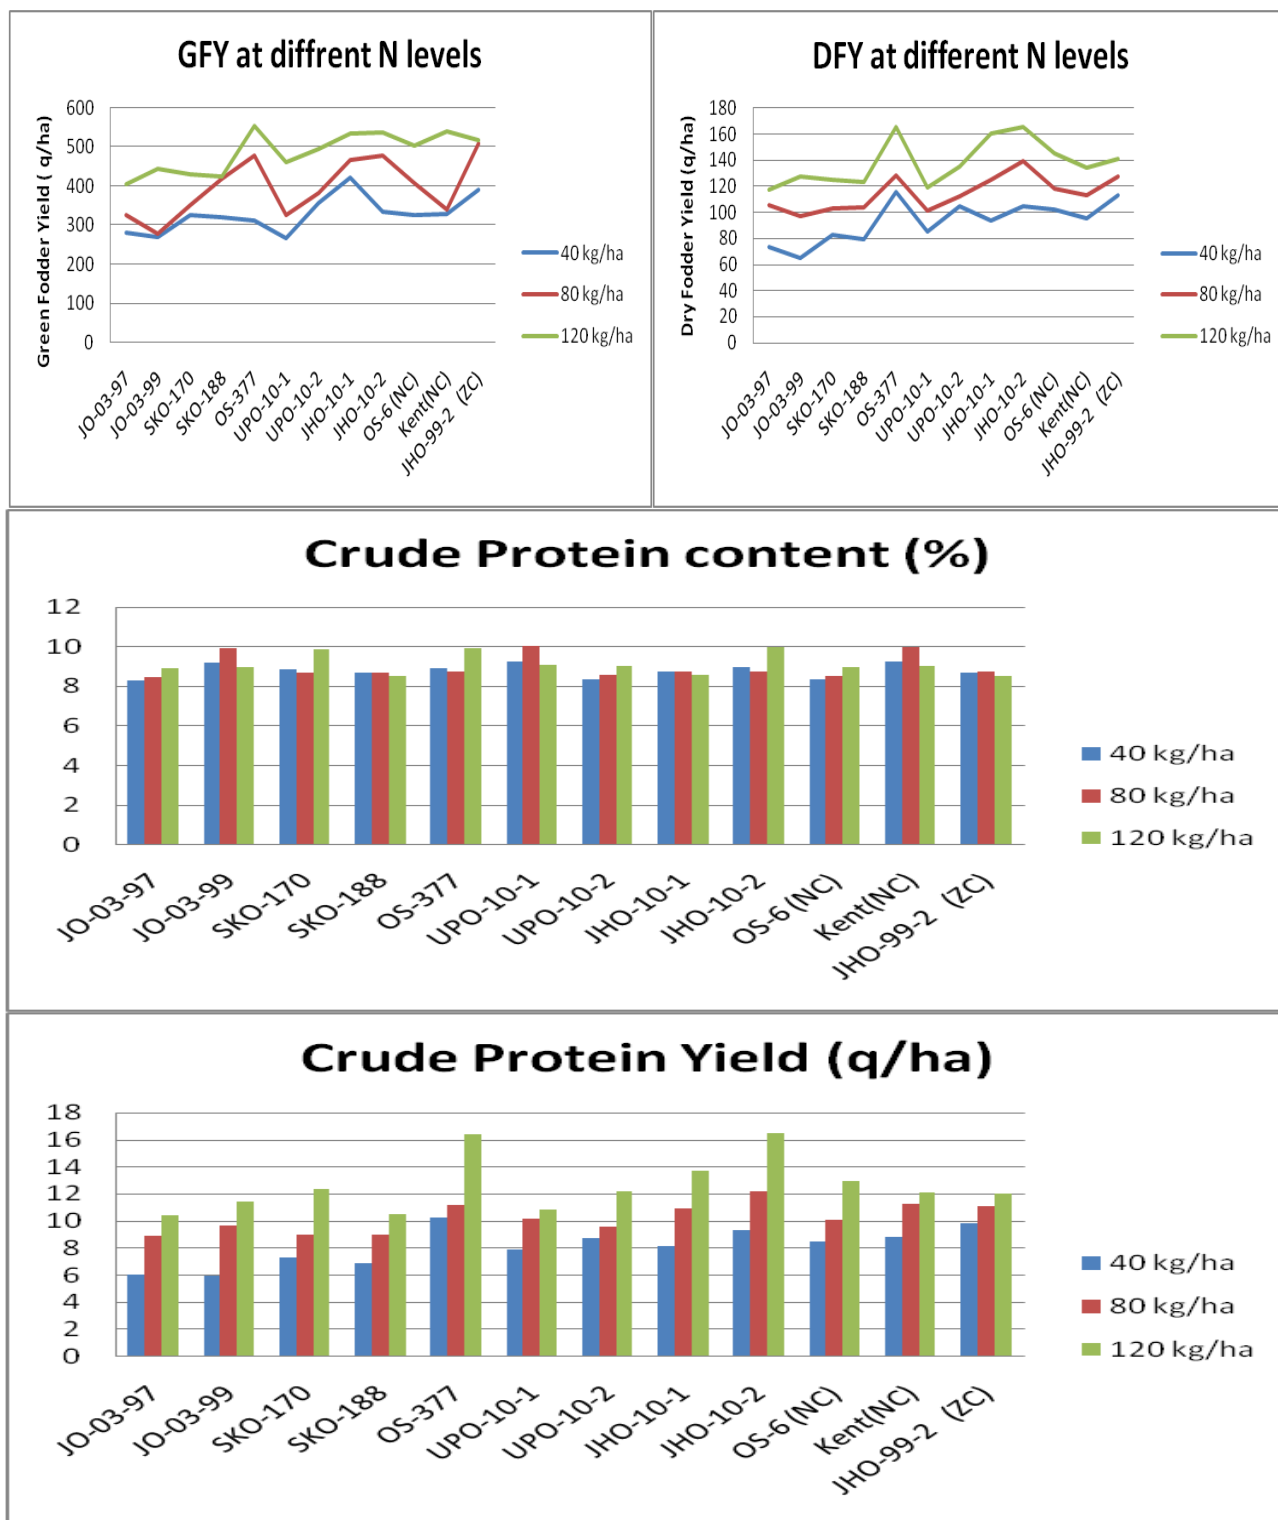 GFY at diffrent N levels
Green Fodder Yield ( q/ha)
600
500
400
300
200
100
0
JO-03-97
JO-03-99
SKO-170
SKO-188
OS-377
UPO-10-1
UPO-10-2
JHO-10-1
JHO-10-2
OS-6 (NC)
Kent(NC)
JHO-99-2 (ZC)
40 kg/ha
80 kg/ha
120 kg/ha
DFY at different N levels
Dry Fodder Yield (q/ha)
180
160
140
120
100
80
60
40
20
0
JO-03-97
JO-03-99
SKO-170
SKO-188
OS-377
UPO-10-1
UPO-10-2
JHO-10-1
JHO-10-2
OS-6 (NC)
Kent(NC)
JHO-99-2 (ZC)
40 kg/ha
80 kg/ha
120 kg/ha
Crude Protein content (%)
12
10
8
6
4
2
0
JO-03-97
JO-03-99
SKO-170
SKO-188
OS-377
UPO-10-1
UPO-10-2
JHO-10-1
JHO-10-2
OS-6 (NC)
Kent(NC)
JHO-99-2 (ZC)
40 kg/ha
80 kg/ha
120 kg/ha
Crude Protein Yield (q/ha)
18
16
14
12
10
8
6
4
2
0
JO-03-97
JO-03-99
SKO-170
SKO-188
OS-377
UPO-10-1
UPO-10-2
JHO-10-1
JHO-10-2
OS-6 (NC)
Kent(NC)
JHO-99-2 (ZC)
40 kg/ha
80 kg/ha
120 kg/ha